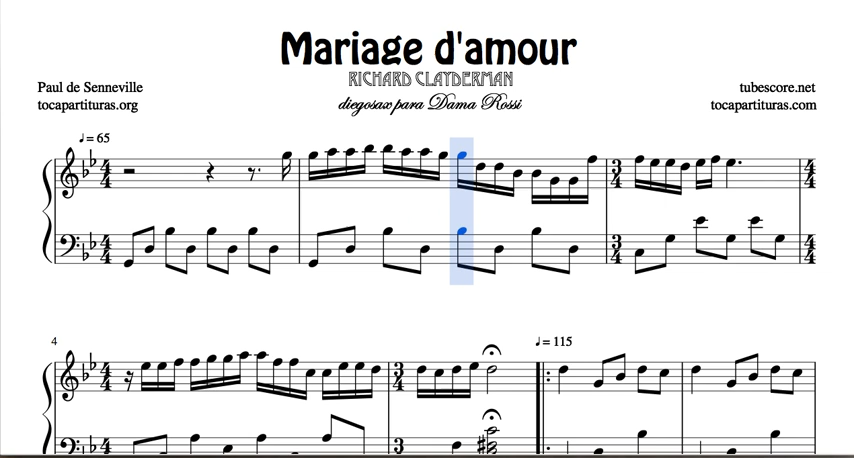 Mariage d'amour
RICHARD CLAYDERMAN
Paul de Senneville
tubescore.net
tocapartituras.org
diegosax para Dama Rossi
tocapartituras.com
♩= 65
4
♩= 115